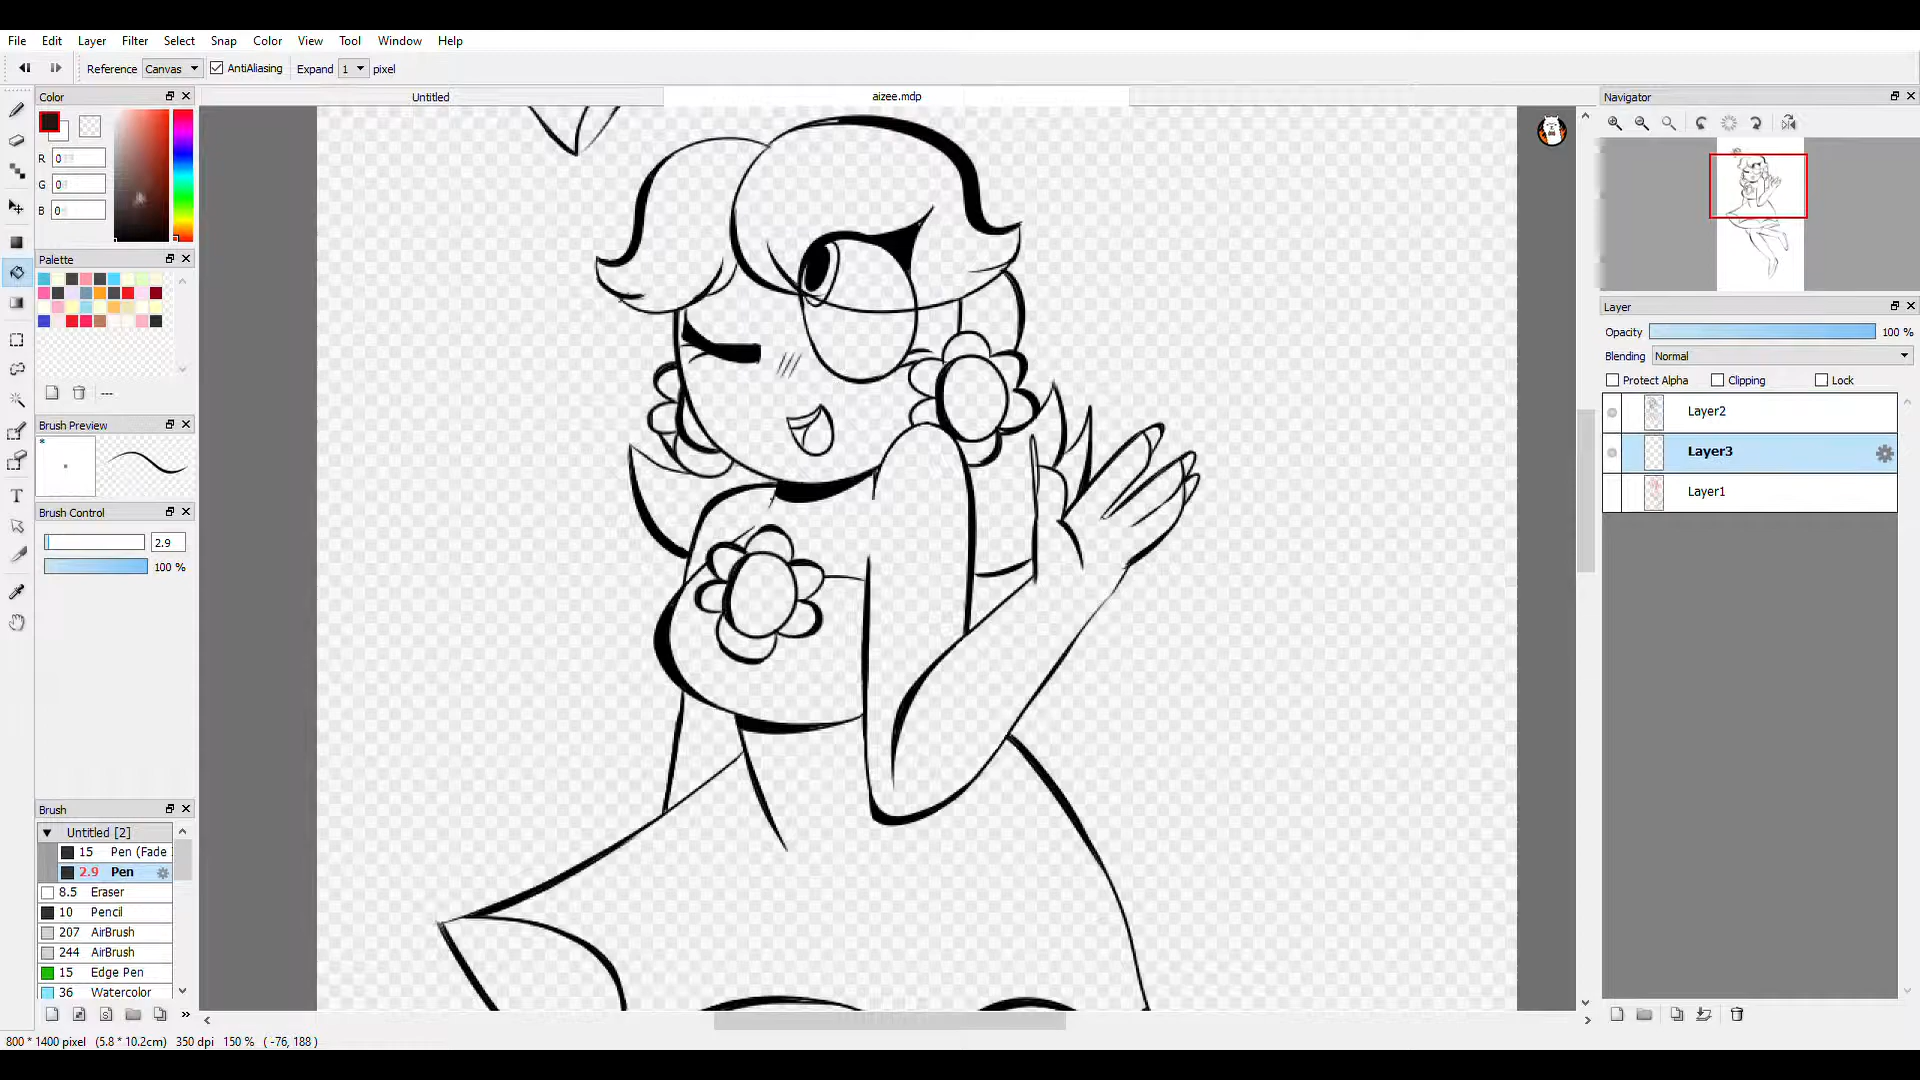 File Edit Layer Filter Select Snap Color View Tool Window Help
Reference Canvas AntiAliasing Expand 1 pixel
Color
Untitled
aizee.mdp
Navigator
R 0
G 0
B 0
Palette
---
Brush Preview
*
Brush Control
2.9
100 %
Brush
Untitled [2]
15 Pen (Fade
2.9 Pen
8.5 Eraser
10 Pencil
207 AirBrush
244 AirBrush
15 Edge Pen
36 Watercolor
Layer
Opacity 100 %
Blending Normal
Protect Alpha Clipping Lock
Layer2
Layer3
Layer1
800 * 1400 pixel (5.8 * 10.2cm) 350 dpi 150 % ( -76, 188 )